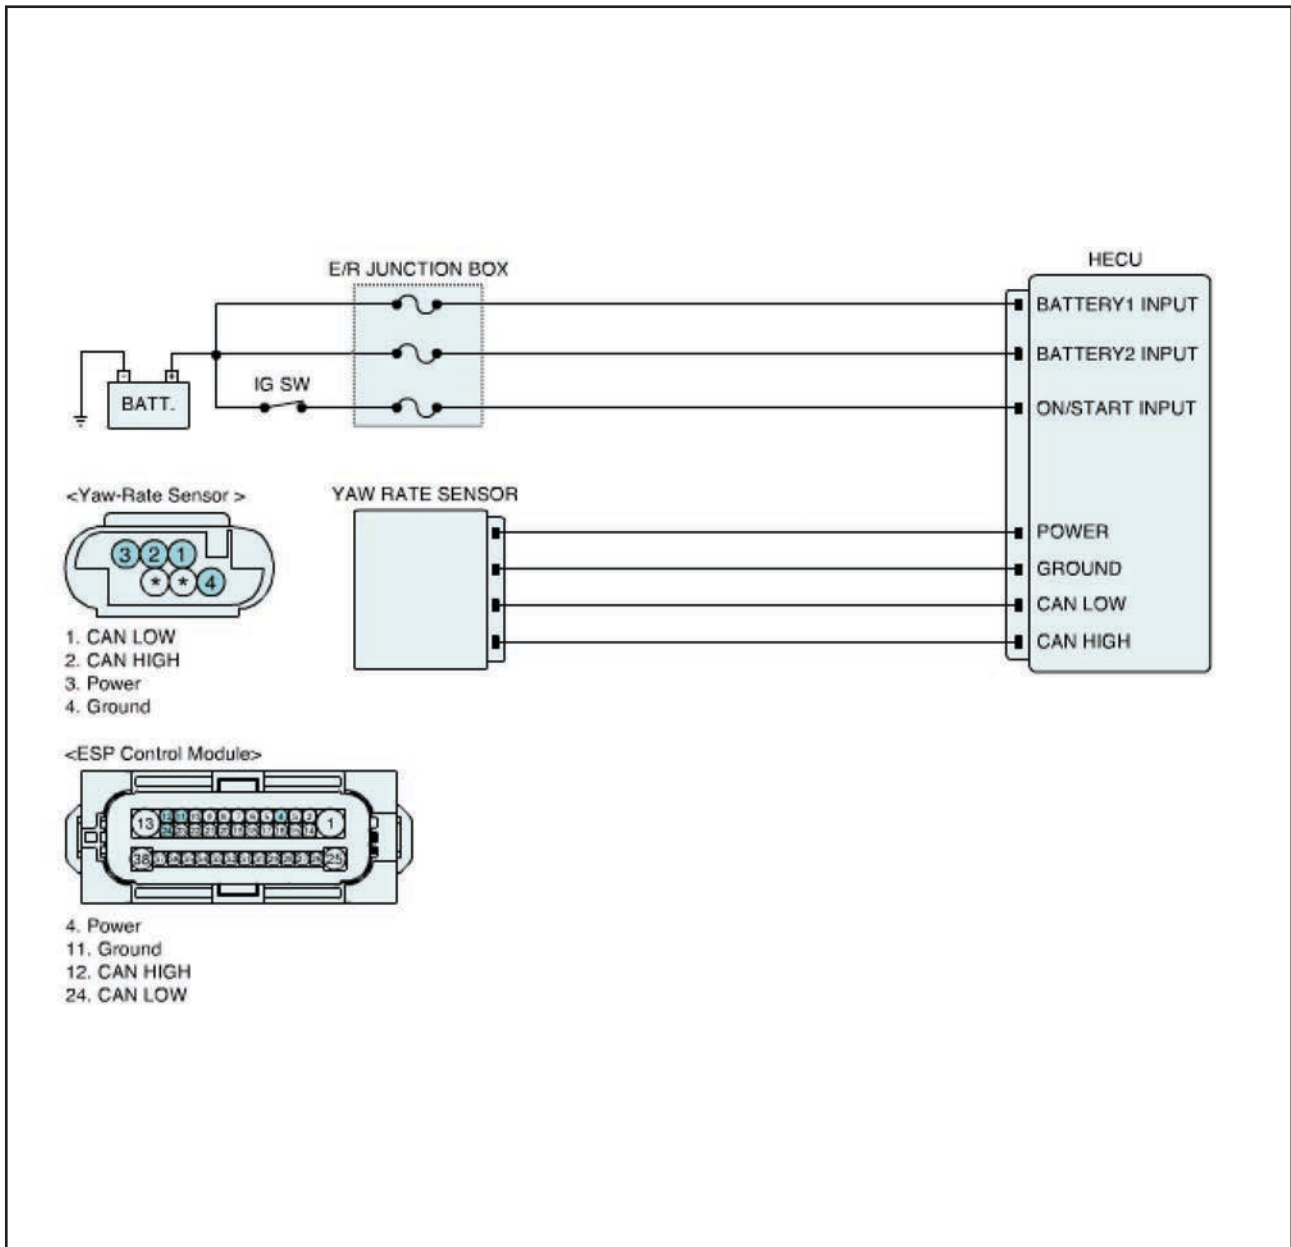 HECU
E/R JUNCTION BOX
BATTERY1 INPUT
BATTERY2 INPUT
IG SW
- +
BATT.
ON/START INPUT
<Yaw-Rate Sensor >
YAW RATE SENSOR
3 2 1
* * 4
POWER
GROUND
CAN LOW
CAN HIGH
1. CAN LOW
2. CAN HIGH
3. Power
4. Ground
<ESP Control Module>
13
1
38
25
4. Power
11. Ground
12. CAN HIGH
24. CAN LOW